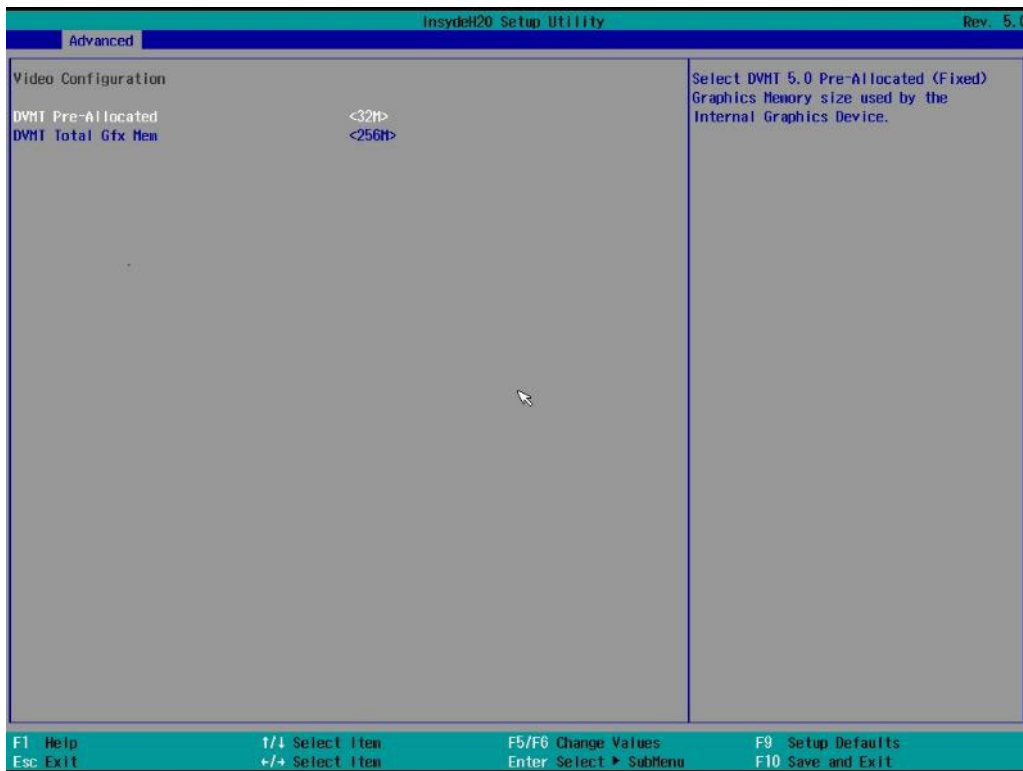 InsydeH20 Setup Utility Rev. 5.0
Advanced
Video Configuration
DVMT Pre-Allocated <32M>
DVMT Total Gfx Mem <256M>
Select DVMT 5.0 Pre-Allocated (Fixed)
Graphics Memory size used by the
Internal Graphics Device.
F1 Help ↑/↓ Select Item F5/F6 Change Values F9 Setup Defaults
Esc Exit ←/→ Select Item Enter Select ▶ SubMenu F10 Save and Exit